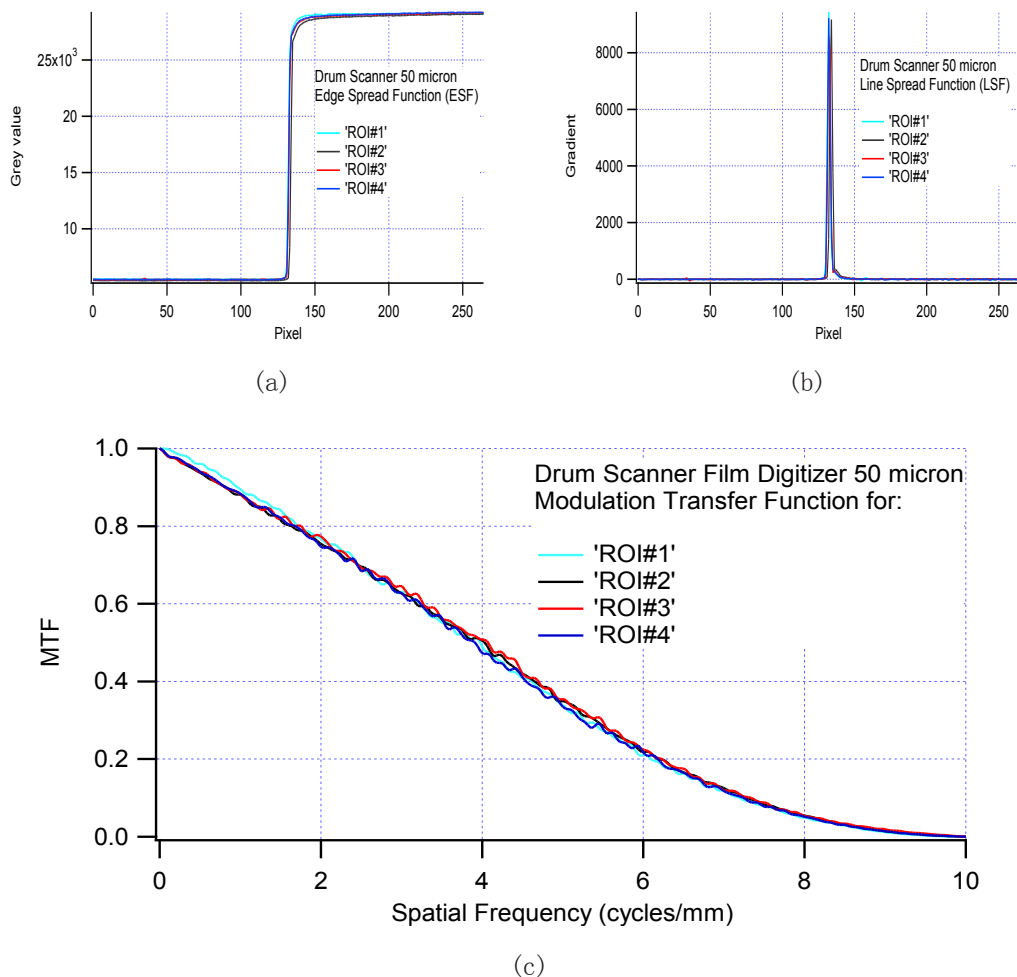 Grey value
25x10³
20
15
10
0
50
100
150
200
250
Pixel
Drum Scanner 50 micron
Edge Spread Function (ESF)
'ROI#1'
'ROI#2'
'ROI#3'
'ROI#4'
(a)
Gradient
8000
6000
4000
2000
0
0
50
100
150
200
250
Pixel
Drum Scanner 50 micron
Line Spread Function (LSF)
'ROI#1'
'ROI#2'
'ROI#3'
'ROI#4'
(b)
MTF
1.0
0.8
0.6
0.4
0.2
0.0
0
2
4
6
8
10
Spatial Frequency (cycles/mm)
Drum Scanner Film Digitizer 50 micron
Modulation Transfer Function for:
'ROI#1'
'ROI#2'
'ROI#3'
'ROI#4'
(c)